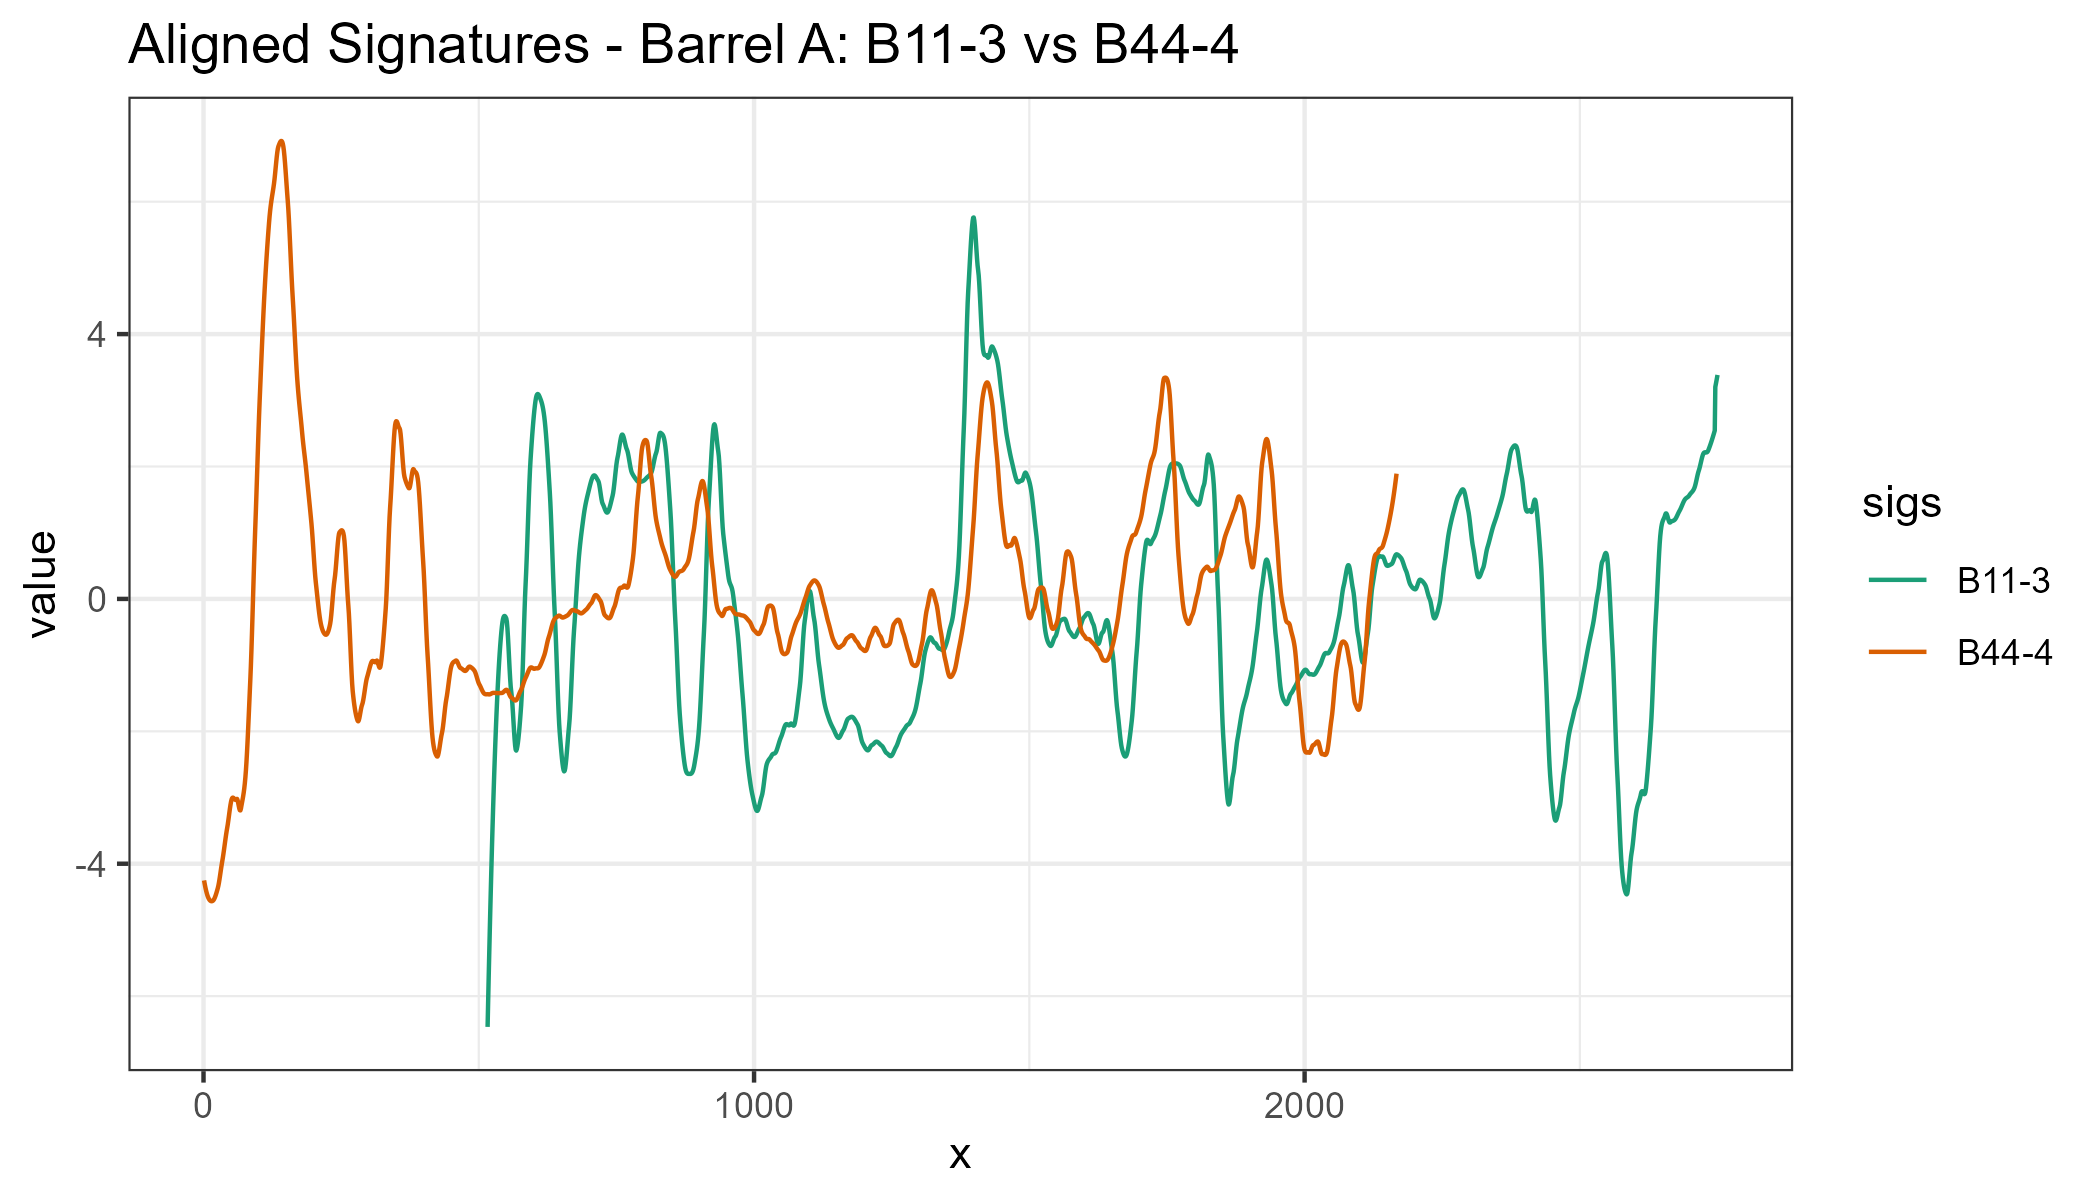 Aligned Signatures - Barrel A: B11-3 vs B44-4
value
4
0
-4
0
1000
2000
x
sigs
B11-3
B44-4